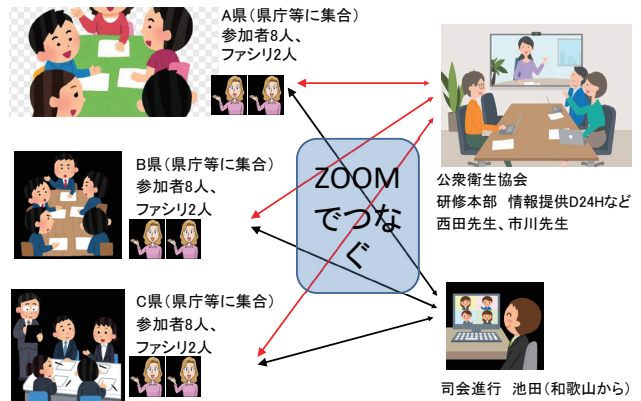 A県（県庁等に集合）
参加者8人、
ファシリ2人
B県（県庁等に集合）
参加者8人、
ファシリ2人
C県（県庁等に集合）
参加者8人、
ファシリ2人
ZOOM
でつな
ぐ
公衆衛生協会
研修本部　情報提供D24Hなど
西田先生、市川先生
司会進行　池田（和歌山から）